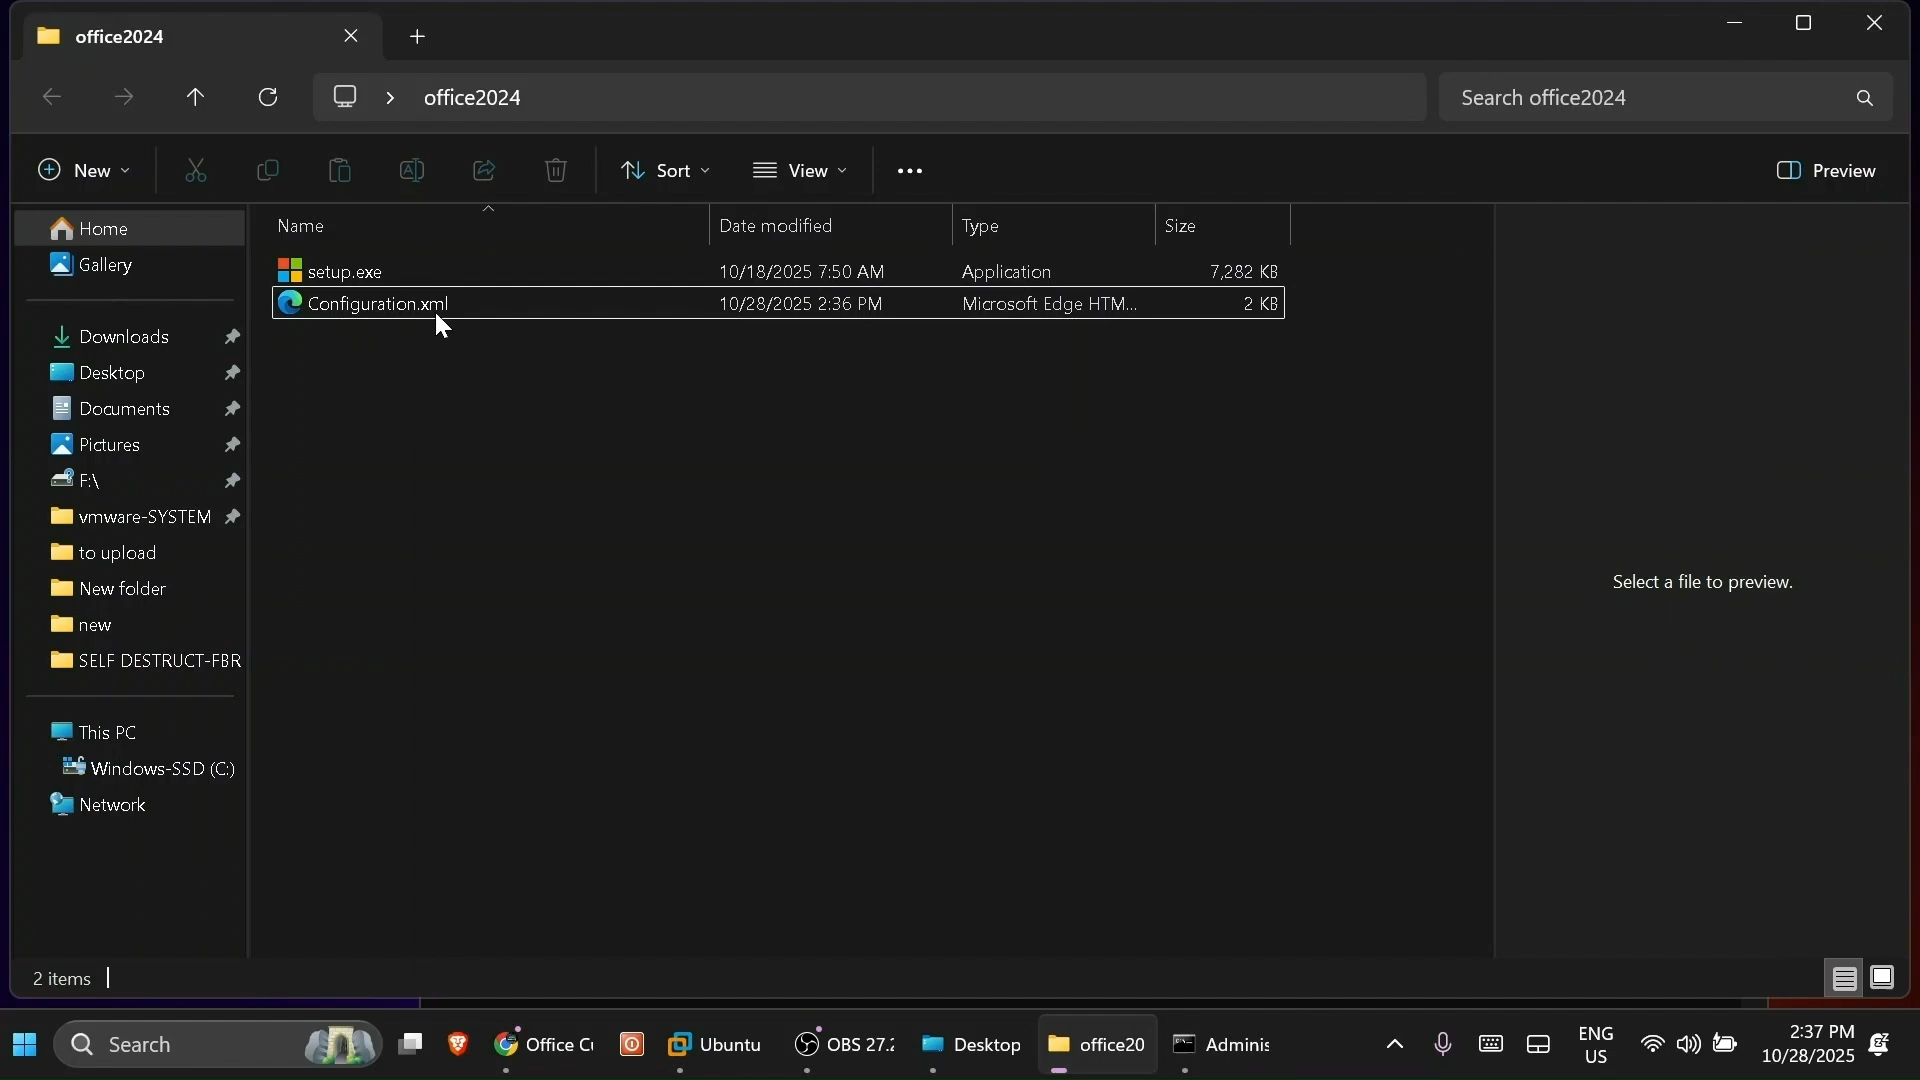 office2024
office2024
Search office2024
New
Sort
View
Preview
Name
Date modified
Type
Size
setup.exe
10/18/2025 7:50 AM
Application
7,282 KB
Configuration.xml
10/28/2025 2:36 PM
Microsoft Edge HTM...
2 KB
Home
Gallery
Downloads
Desktop
Documents
Pictures
F:\
vmware-SYSTEM
to upload
New folder
new
SELF DESTRUCT-FBR
This PC
Windows-SSD (C:)
Network
Select a file to preview.
2 items
Search
Office Cu
Ubuntu
OBS 27.2
Desktop
office20
Adminis
ENG
US
2:37 PM
10/28/2025